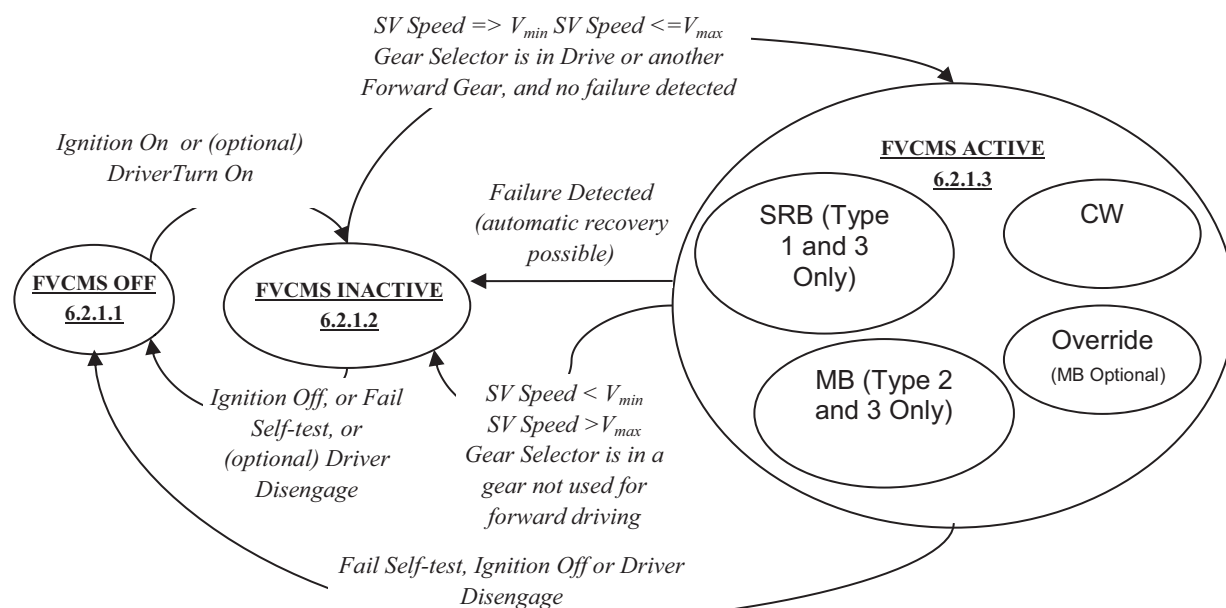 SV Speed => Vmin SV Speed <=Vmax
Gear Selector is in Drive or another
Forward Gear, and no failure detected
Ignition On or (optional)
DriverTurn On
FVCMS ACTIVE
6.2.1.3
Failure Detected
(automatic recovery
possible)
SRB (Type
1 and 3
Only)
CW
FVCMS OFF
6.2.1.1
FVCMS INACTIVE
6.2.1.2
Override
(MB Optional)
MB (Type 2
and 3 Only)
Ignition Off, or Fail
Self-test, or
(optional) Driver
Disengage
SV Speed < Vmin
SV Speed >Vmax
Gear Selector is in a
gear not used for
forward driving
Fail Self-test, Ignition Off or Driver
Disengage